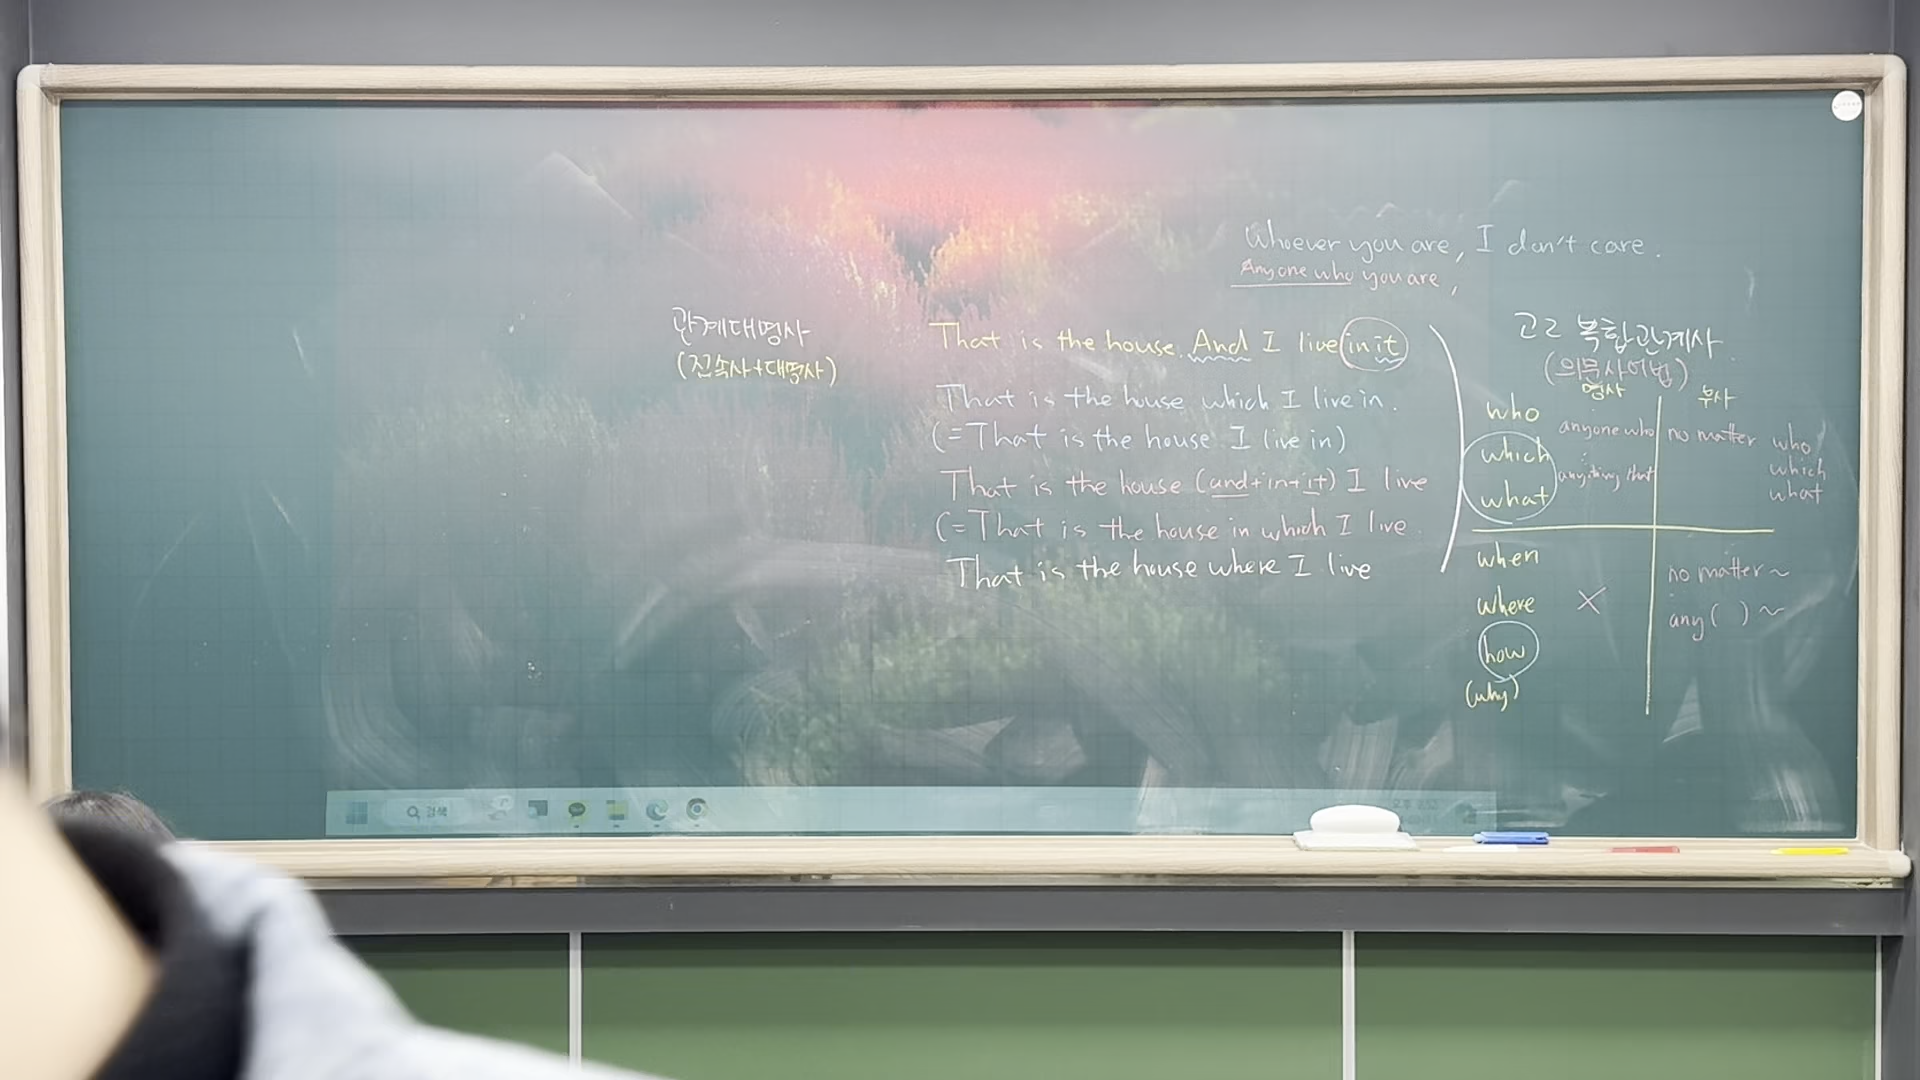 Whoever you are, I don't care.
Anyone who you are,
관계대명사
(접속사+대명사)
That is the house. And I live in it
That is the house which I live in.
(=That is the house I live in)
That is the house (and+in+it) I live
(=That is the house in which I live
That is the house where I live
고2 복합관계사
(의문사어법)
명사 부사
who anyone who no matter who
which anything that which
what what
when no matter ~
where X any( ) ~
how
(why)
검색